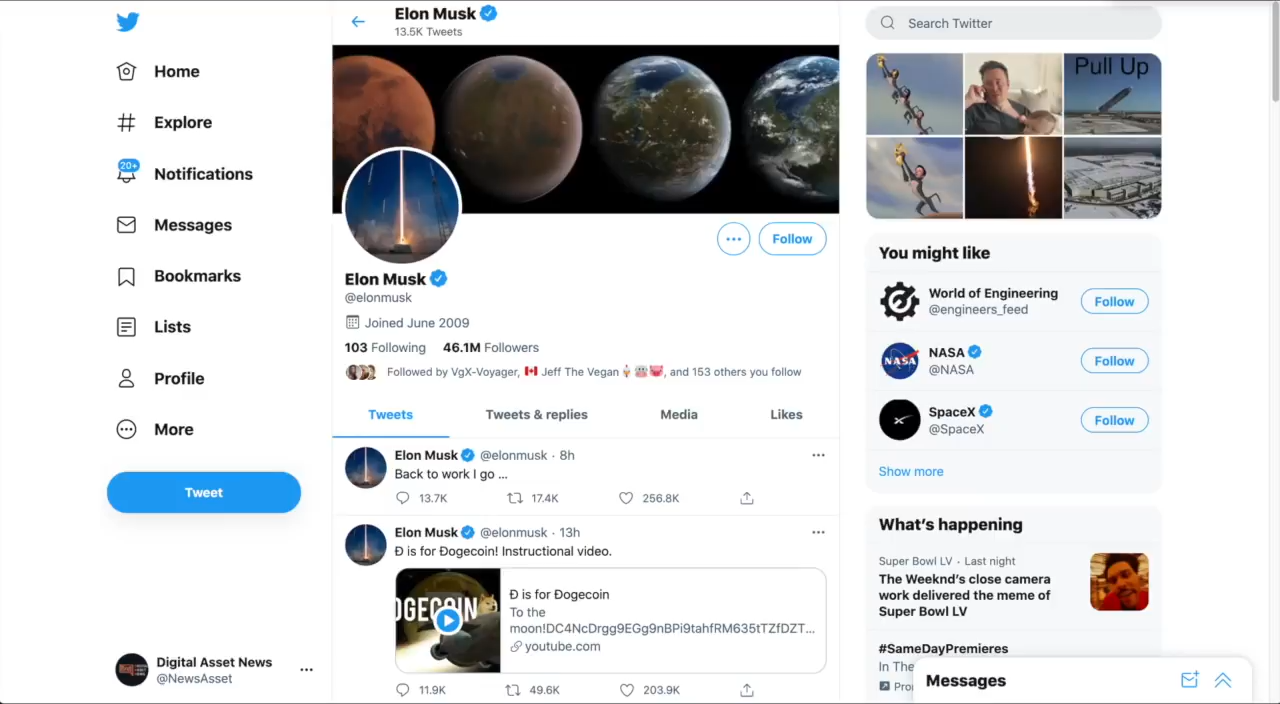 Home
Explore
20+
Notifications
Messages
Bookmarks
Lists
Profile
More
Tweet
Digital Asset News
@NewsAsset
Elon Musk
13.5K Tweets
Follow
Elon Musk
@elonmusk
Joined June 2009
103 Following 46.1M Followers
Followed by VgX-Voyager, 🇨🇦 Jeff The Vegan, and 153 others you follow
Tweets Tweets & replies Media Likes
Elon Musk @elonmusk · 8h
Back to work I go ...
13.7K 17.4K 256.8K
Elon Musk @elonmusk · 13h
Ð is for Ðogecoin! Instructional video.
OGECOIN
Ð is for Ðogecoin
To the
moon!DC4NcDrgg9EGg9nBPi9tahfRM635tTZfDZT...
youtube.com
11.9K 49.6K 203.9K
Search Twitter
Pull Up
You might like
World of Engineering
@engineers_feed
Follow
NASA
NASA
@NASA
Follow
SpaceX
@SpaceX
Follow
Show more
What's happening
Super Bowl LV · Last night
The Weeknd's close camera
work delivered the meme of
Super Bowl LV
#SameDayPremieres
In The
Messages